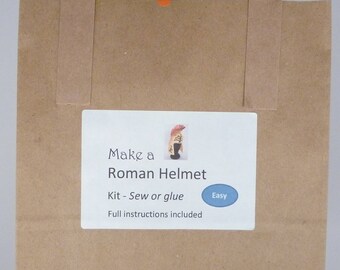 Make a
Roman Helmet
Kit - Sew or glue
Easy
Full instructions included